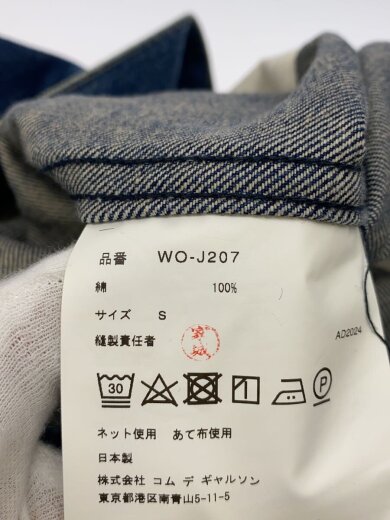 品番 WO-J207
綿 100%
サイズ S
縫製責任者
AD2024
30 1 P
ネット使用 あて布使用
日本製
株式会社 コム デ ギャルソン
東京都港区南青山5-11-5